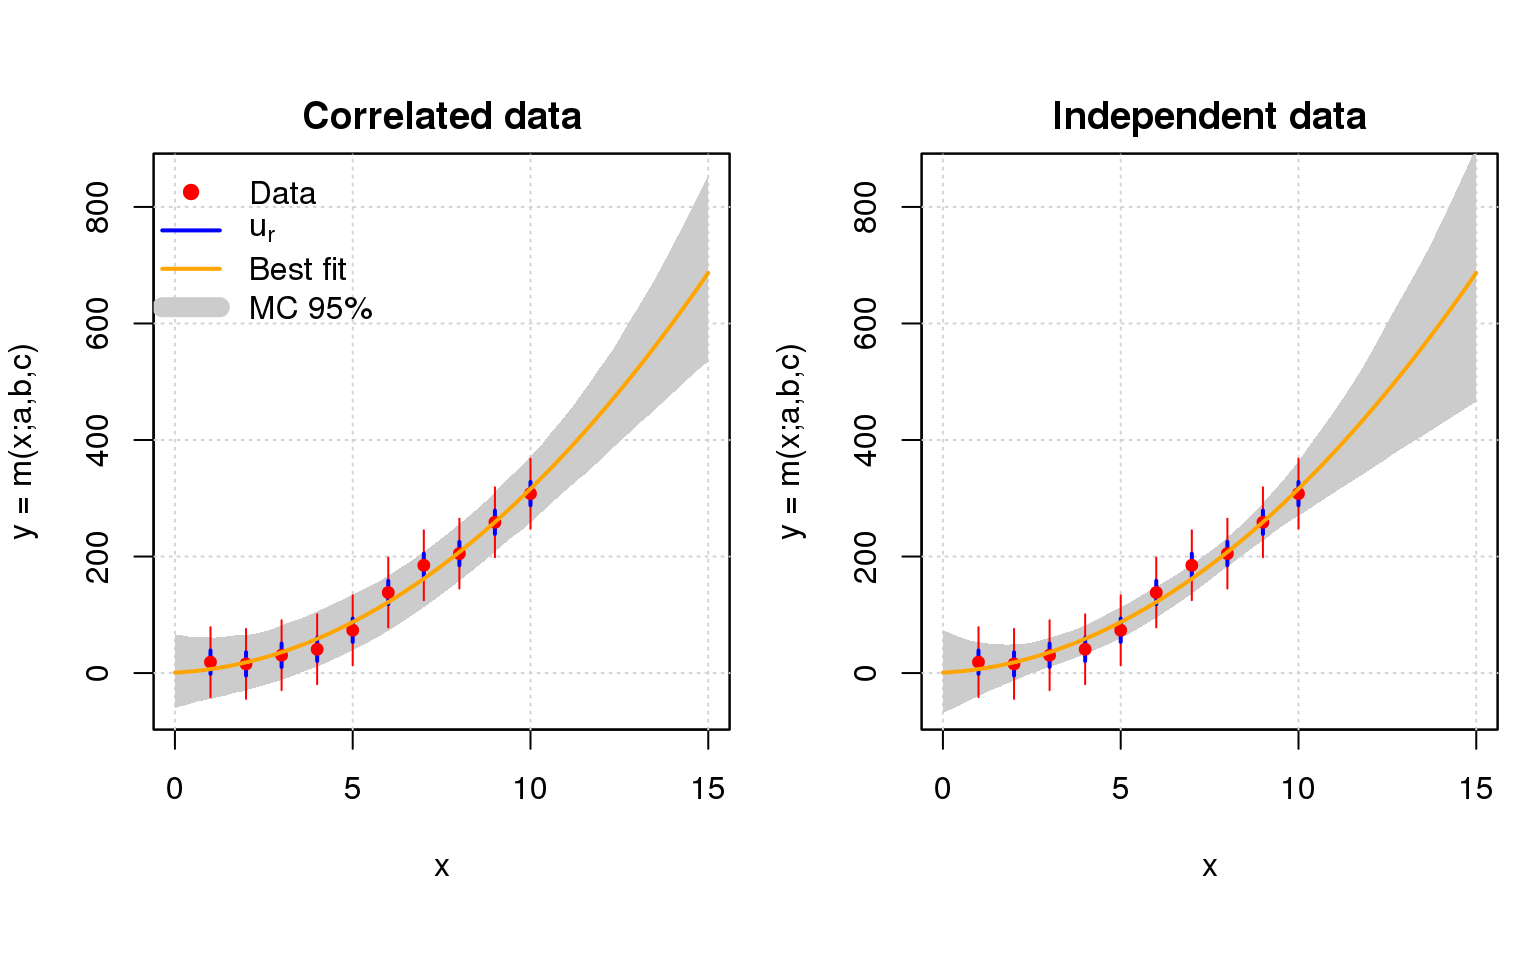 Correlated data
Data
u_r
Best fit
MC 95%
y = m(x;a,b,c)
0
200
400
600
800
0 5 10 15
x
Independent data
y = m(x;a,b,c)
0
200
400
600
800
0 5 10 15
x